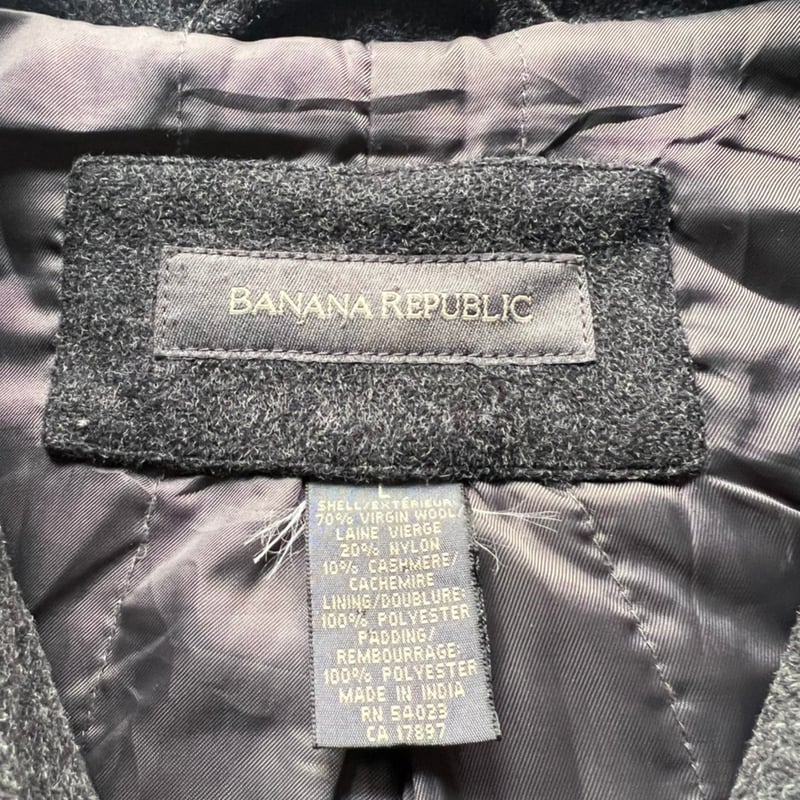 BANANA REPUBLIC
L
SHELL/EXTÉRIEUR
70% VIRGIN WOOL/
LAINE VIERGE
20% NYLON
10% CASHMERE/
CACHEMIRE
LINING/DOUBLURE:
100% POLYESTER
PADDING/
REMBOURRAGE:
100% POLYESTER
MADE IN INDIA
RN 54023
CA 17897